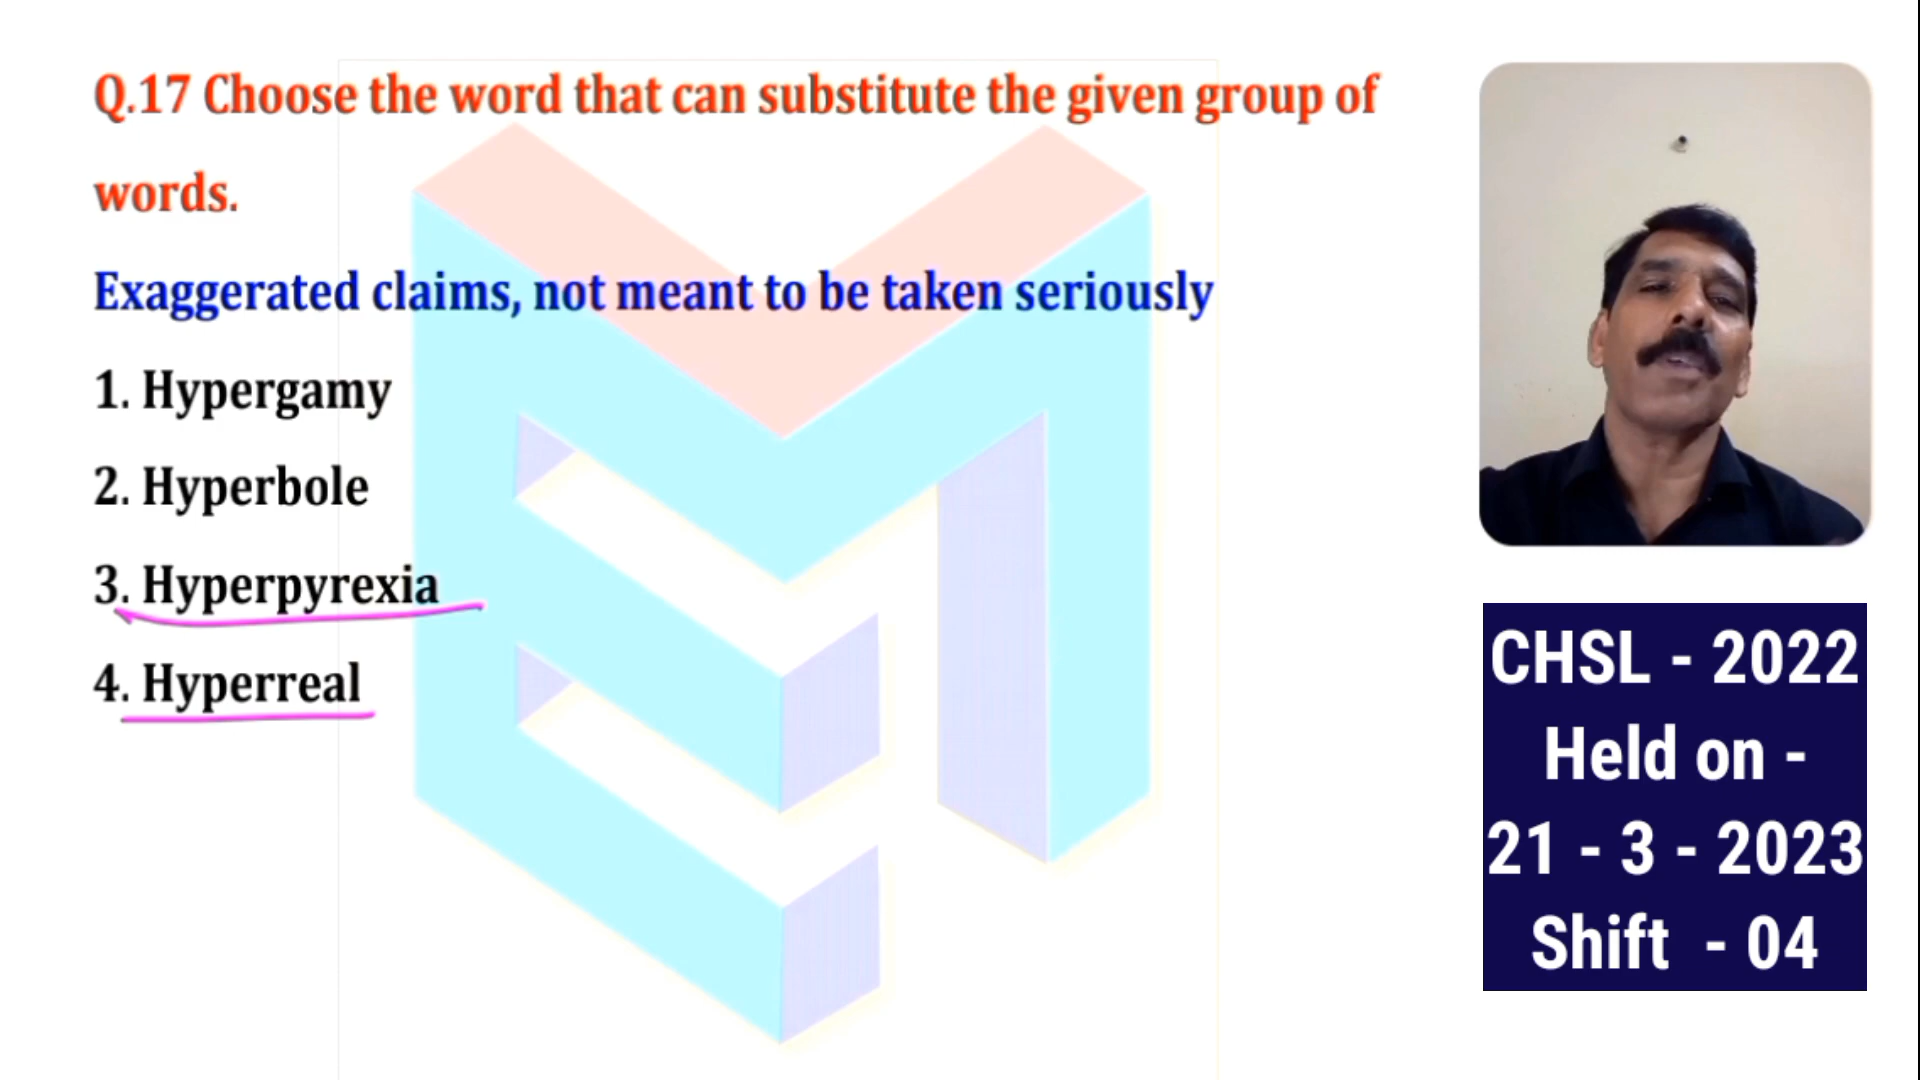 Q.17 Choose the word that can substitute the given group of
words.
Exaggerated claims, not meant to be taken seriously
1. Hypergamy
2. Hyperbole
3. Hyperpyrexia
4. Hyperreal
CHSL - 2022
Held on -
21 - 3 - 2023
Shift - 04